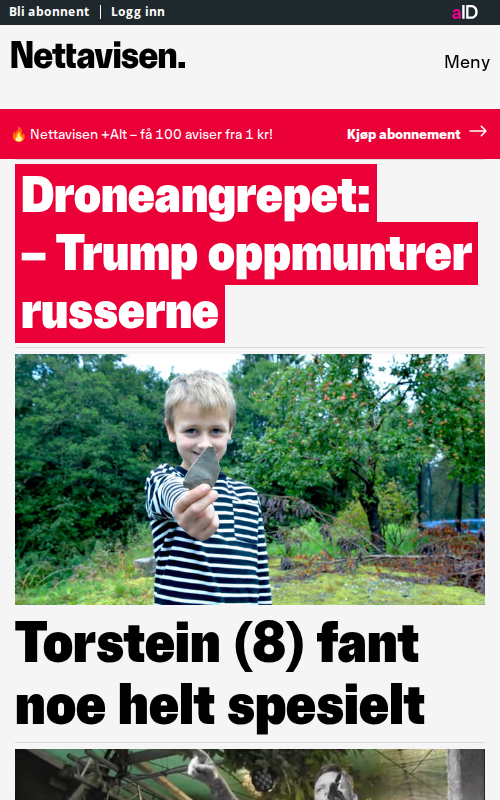 Bli abonnent | Logg inn
aID
Nettavisen.
Meny
🔥 Nettavisen +Alt – få 100 aviser fra 1 kr!
Kjøp abonnement →
Droneangrepet:
– Trump oppmuntrer
russerne
Torstein (8) fant
noe helt spesielt